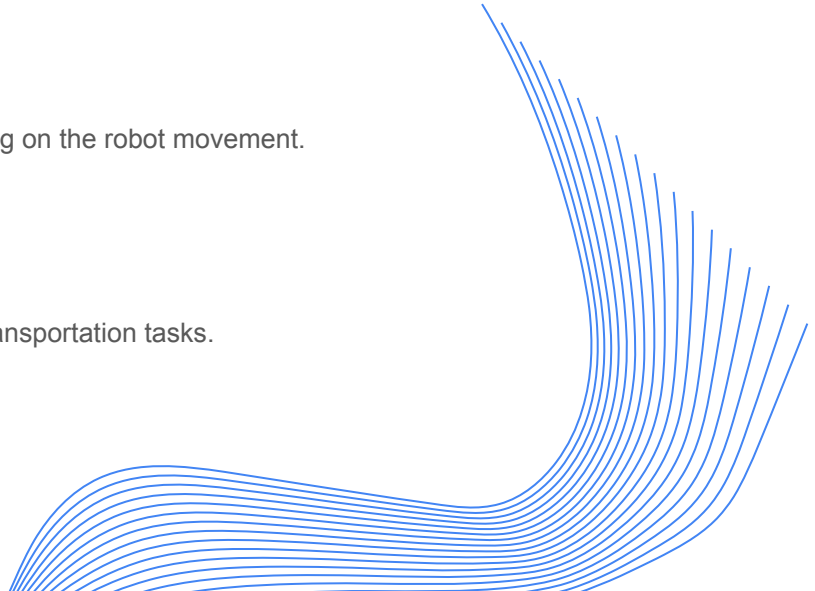 g on the robot movement.
ansportation tasks.